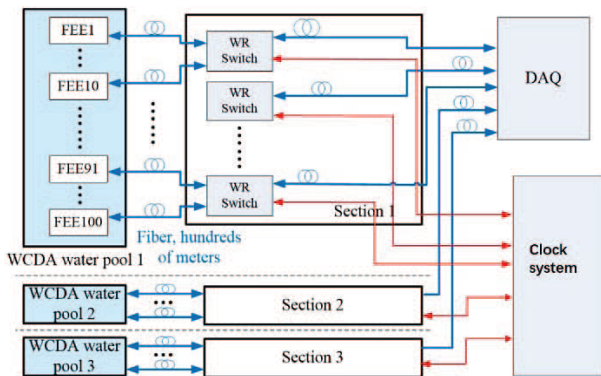 FEE1
FEE10
FEE91
FEE100
WCDA water pool 1
Fiber, hundreds
of meters
WR
Switch
WR
Switch
WR
Switch
Section 1
DAQ
Clock
system
WCDA water
pool 2
Section 2
WCDA water
pool 3
Section 3